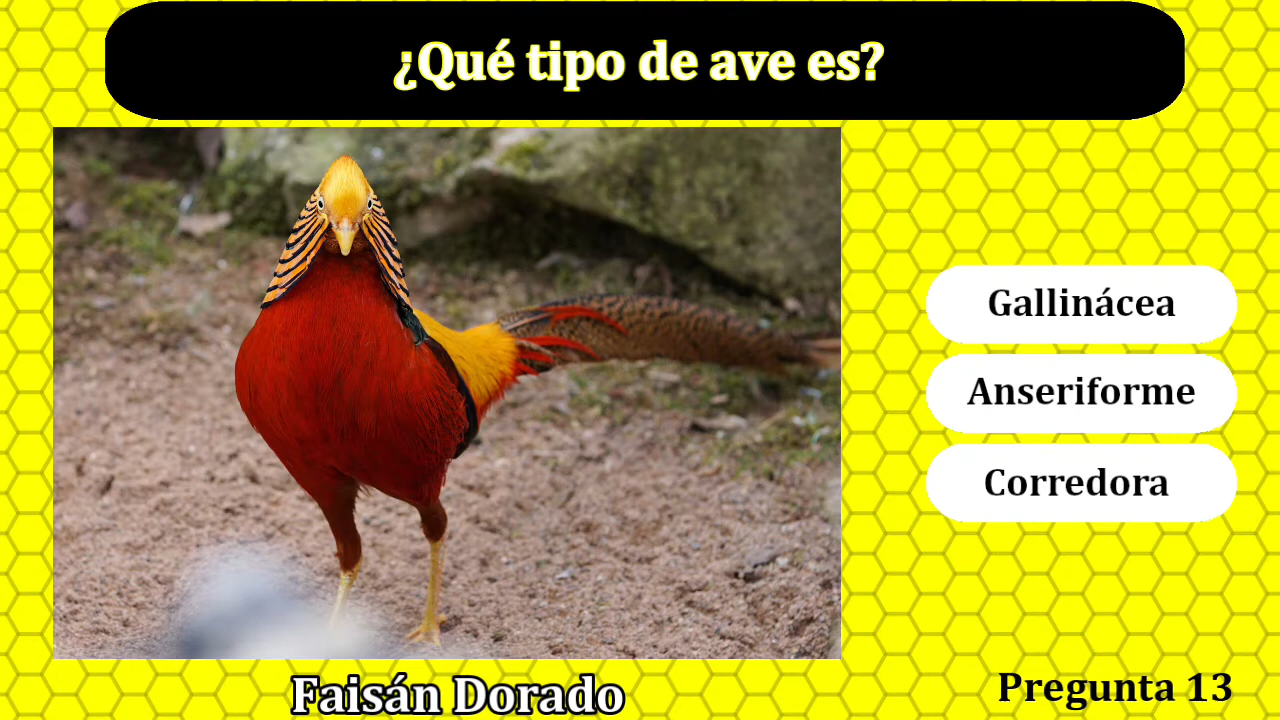 ¿Qué tipo de ave es?
Gallinácea
Anseriforme
Corredora
Faisán Dorado
Pregunta 13